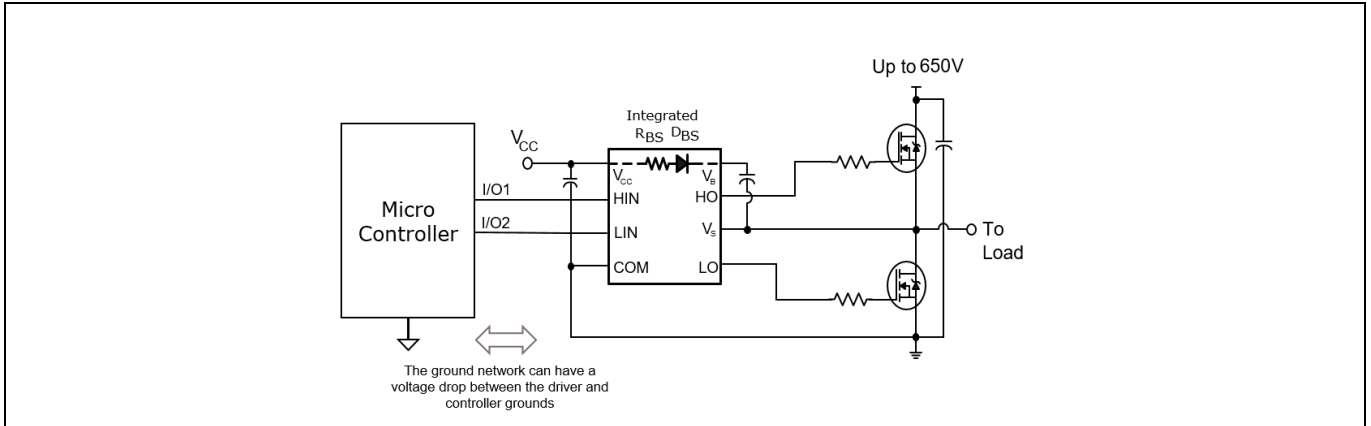 Up to 650V
Integrated
RBS DBS
VCC
VCC
VB
I/O1
HIN
HO
Micro
Controller
I/O2
LIN
VS
To
Load
COM
LO
The ground network can have a
voltage drop between the driver and
controller grounds